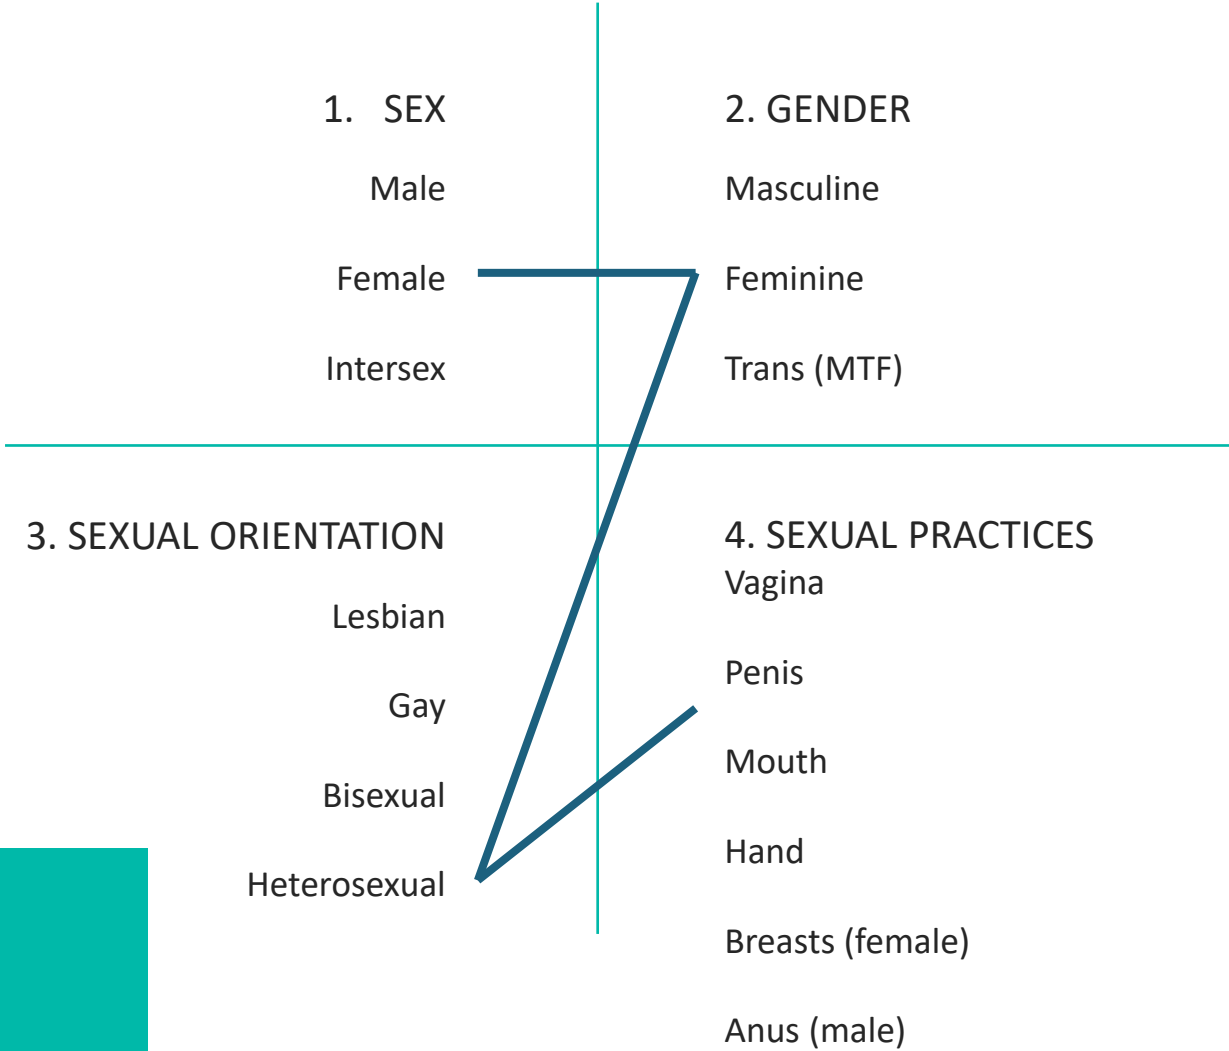 1. SEX
Male
Female
Intersex
2. GENDER
Masculine
Feminine
Trans (MTF)
3. SEXUAL ORIENTATION
Lesbian
Gay
Bisexual
Heterosexual
4. SEXUAL PRACTICES
Vagina
Penis
Mouth
Hand
Breasts (female)
Anus (male)